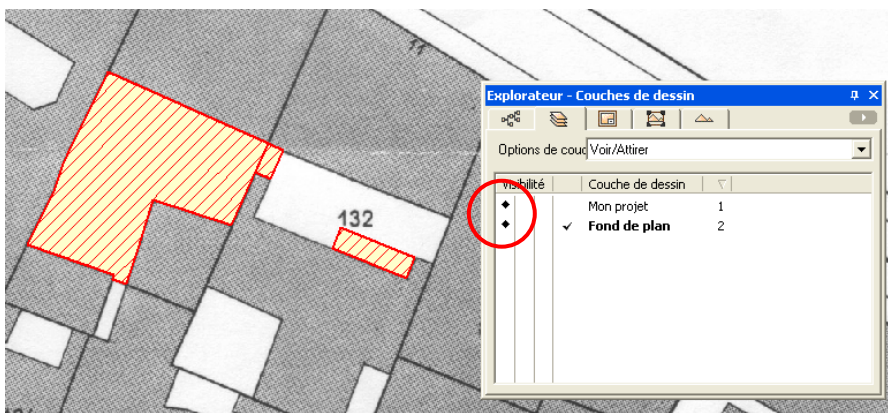 11
132
Explorateur - Couches de dessin
Options de couc Voir/Attirer
Visibilité Couche de dessin
Mon projet 1
Fond de plan 2